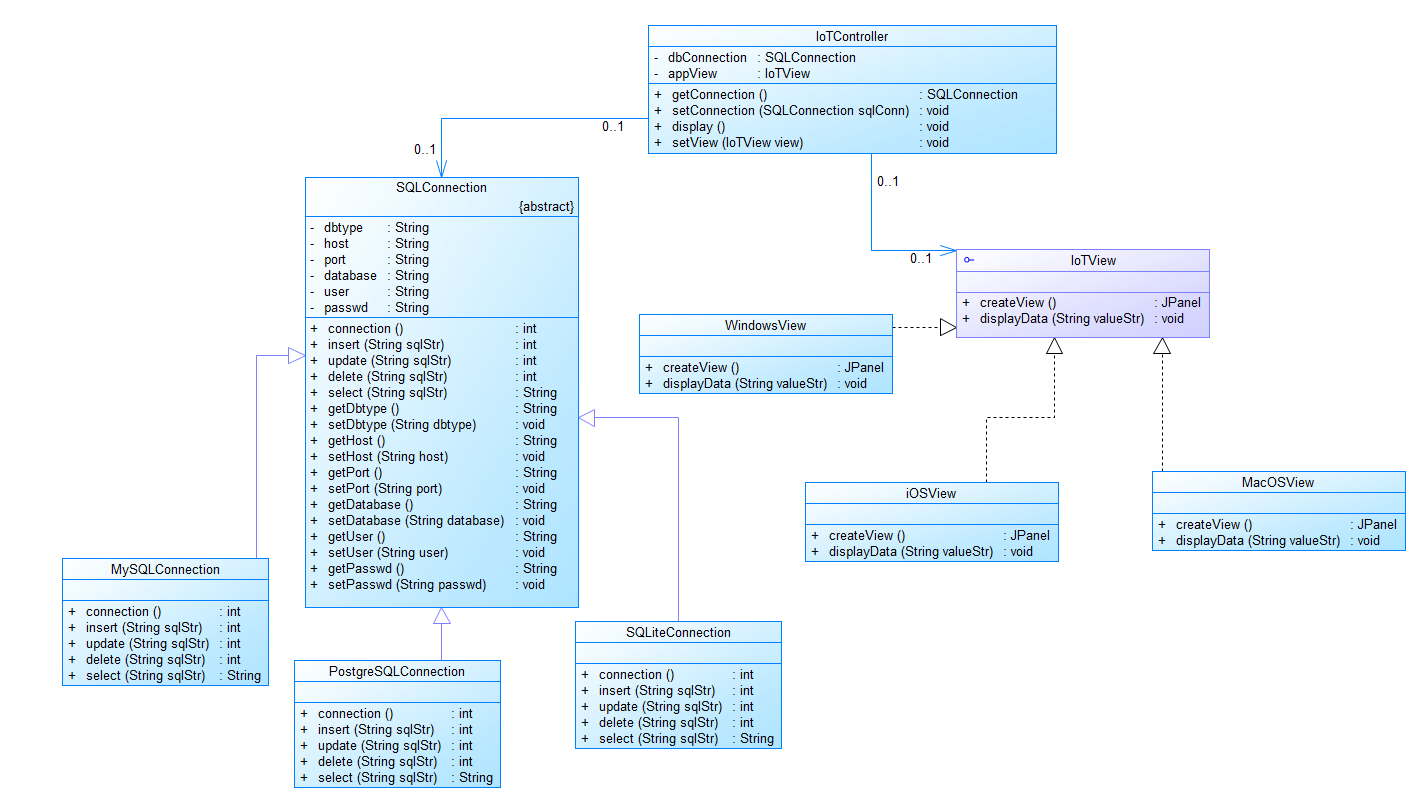 IoTController
- dbConnection : SQLConnection
- appView : IoTView
+ getConnection () : SQLConnection
+ setConnection (SQLConnection sqlConn) : void
+ display () : void
+ setView (IoTView view) : void
0..1
0..1
0..1
0..1
SQLConnection
{abstract}
- dbtype : String
- host : String
- port : String
- database : String
- user : String
- passwd : String
+ connection () : int
+ insert (String sqlStr) : int
+ update (String sqlStr) : int
+ delete (String sqlStr) : int
+ select (String sqlStr) : String
+ getDbtype () : String
+ setDbtype (String dbtype) : void
+ getHost () : String
+ setHost (String host) : void
+ getPort () : String
+ setPort (String port) : void
+ getDatabase () : String
+ setDatabase (String database) : void
+ getUser () : String
+ setUser (String user) : void
+ getPasswd () : String
+ setPasswd (String passwd) : void
IoTView
+ createView () : JPanel
+ displayData (String valueStr) : void
WindowsView
+ createView () : JPanel
+ displayData (String valueStr) : void
iOSView
+ createView () : JPanel
+ displayData (String valueStr) : void
MacOSView
+ createView () : JPanel
+ displayData (String valueStr) : void
MySQLConnection
+ connection () : int
+ insert (String sqlStr) : int
+ update (String sqlStr) : int
+ delete (String sqlStr) : int
+ select (String sqlStr) : String
PostgreSQLConnection
+ connection () : int
+ insert (String sqlStr) : int
+ update (String sqlStr) : int
+ delete (String sqlStr) : int
+ select (String sqlStr) : String
SQLiteConnection
+ connection () : int
+ insert (String sqlStr) : int
+ update (String sqlStr) : int
+ delete (String sqlStr) : int
+ select (String sqlStr) : String